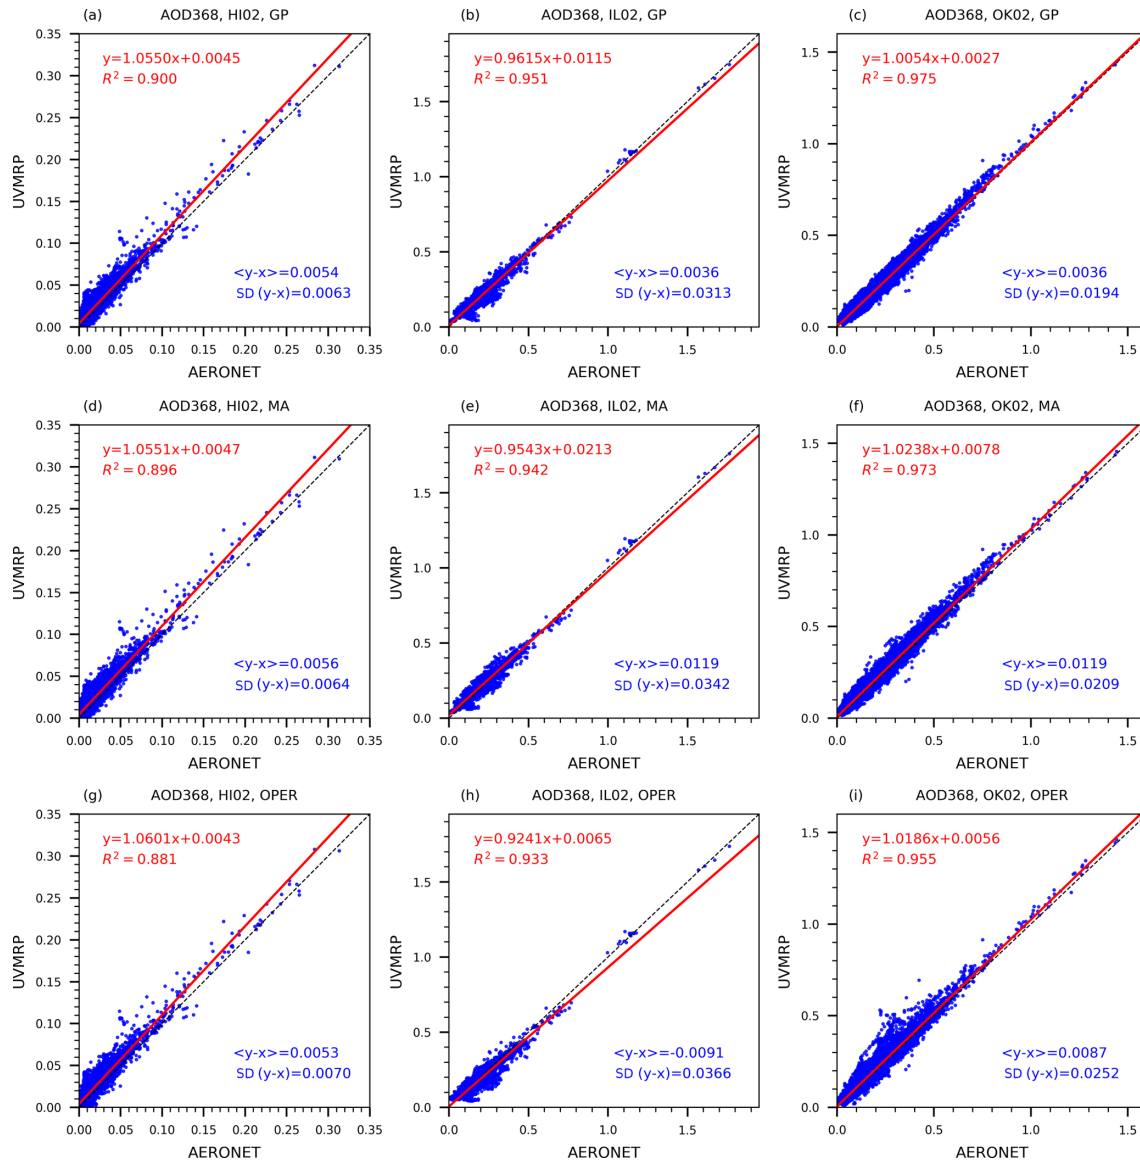 (a) AOD368, HI02, GP
(b) AOD368, IL02, GP
(c) AOD368, OK02, GP
y=1.0550x+0.0045
R² = 0.900
<y-x>=0.0054
SD (y-x)=0.0063
UVMRP
0.35
0.30
0.25
0.20
0.15
0.10
0.05
0.00
0.00 0.05 0.10 0.15 0.20 0.25 0.30 0.35
AERONET
y=0.9615x+0.0115
R² = 0.951
<y-x>=0.0036
SD (y-x)=0.0313
UVMRP
1.5
1.0
0.5
0.0
0.0 0.5 1.0 1.5
AERONET
y=1.0054x+0.0027
R² = 0.975
<y-x>=0.0036
SD (y-x)=0.0194
UVMRP
1.5
1.0
0.5
0.0
0.0 0.5 1.0 1.5
AERONET
(d) AOD368, HI02, MA
(e) AOD368, IL02, MA
(f) AOD368, OK02, MA
y=1.0551x+0.0047
R² = 0.896
<y-x>=0.0056
SD (y-x)=0.0064
UVMRP
0.35
0.30
0.25
0.20
0.15
0.10
0.05
0.00
0.00 0.05 0.10 0.15 0.20 0.25 0.30 0.35
AERONET
y=0.9543x+0.0213
R² = 0.942
<y-x>=0.0119
SD (y-x)=0.0342
UVMRP
1.5
1.0
0.5
0.0
0.0 0.5 1.0 1.5
AERONET
y=1.0238x+0.0078
R² = 0.973
<y-x>=0.0119
SD (y-x)=0.0209
UVMRP
1.5
1.0
0.5
0.0
0.0 0.5 1.0 1.5
AERONET
(g) AOD368, HI02, OPER
(h) AOD368, IL02, OPER
(i) AOD368, OK02, OPER
y=1.0601x+0.0043
R² = 0.881
<y-x>=0.0053
SD (y-x)=0.0070
UVMRP
0.35
0.30
0.25
0.20
0.15
0.10
0.05
0.00
0.00 0.05 0.10 0.15 0.20 0.25 0.30 0.35
AERONET
y=0.9241x+0.0065
R² = 0.933
<y-x>=-0.0091
SD (y-x)=0.0366
UVMRP
1.5
1.0
0.5
0.0
0.0 0.5 1.0 1.5
AERONET
y=1.0186x+0.0056
R² = 0.955
<y-x>=0.0087
SD (y-x)=0.0252
UVMRP
1.5
1.0
0.5
0.0
0.0 0.5 1.0 1.5
AERONET